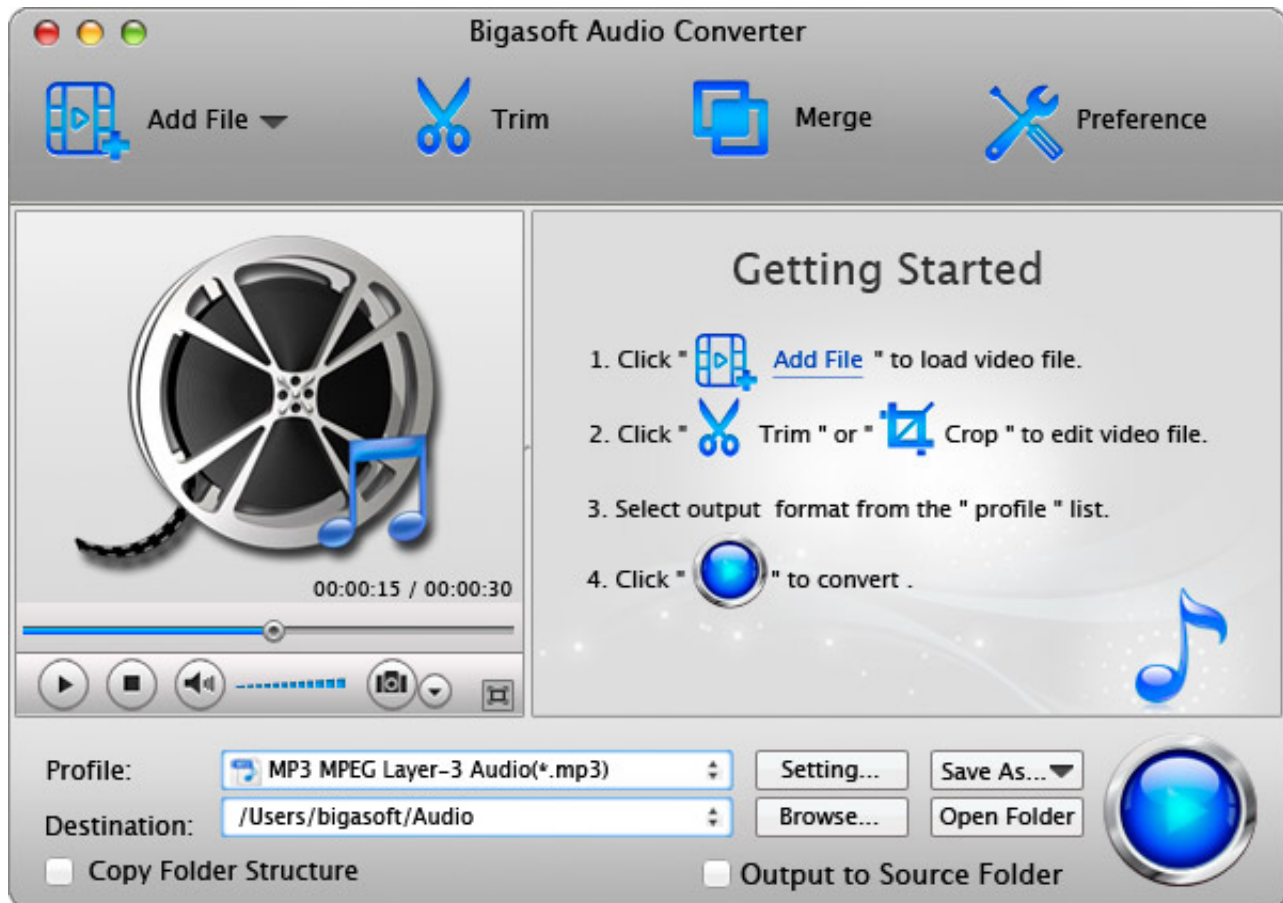 Bigasoft Audio Converter
Add File
Trim
Merge
Preference
Getting Started
1. Click " Add File " to load video file.
2. Click " Trim " or " Crop " to edit video file.
3. Select output format from the " profile " list.
4. Click " " to convert .
00:00:15 / 00:00:30
Profile: MP3 MPEG Layer-3 Audio(*.mp3) Setting... Save As...
Destination: /Users/bigasoft/Audio Browse... Open Folder
Copy Folder Structure
Output to Source Folder